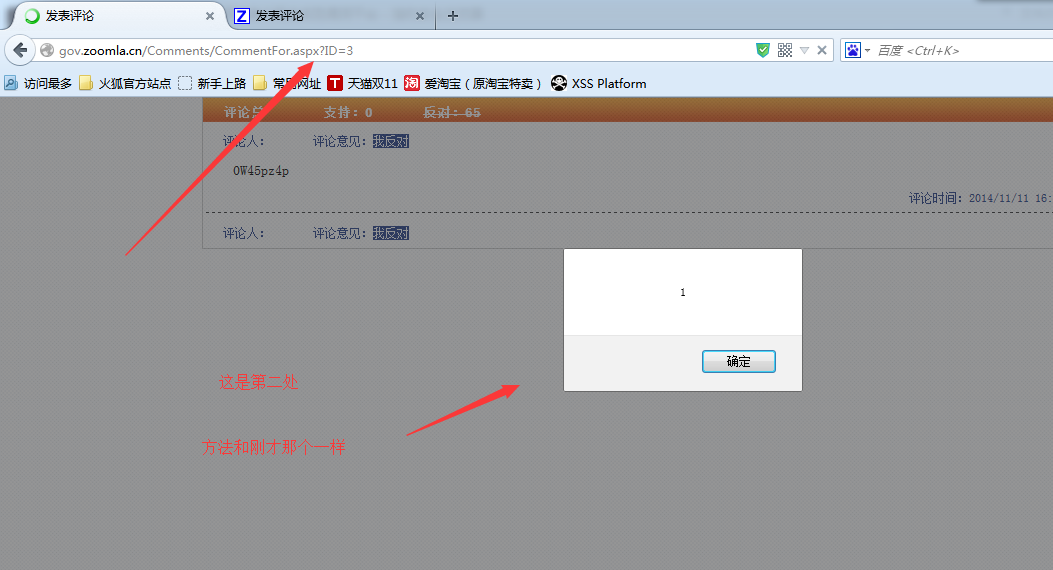 发表评论
发表评论
gov.zoomla.cn/Comments/CommentFor.aspx?ID=3
百度 <Ctrl+K>
访问最多 火狐官方站点 新手上路 常用网址 天猫双11 爱淘宝（原淘宝特卖） XSS Platform
评论总 支持：0 反对：65
评论人： 评论意见：我反对
OW45pz4p
评论时间：2014/11/11 16:
评论人： 评论意见：我反对
1
确定
这是第二处
方法和刚才那个一样